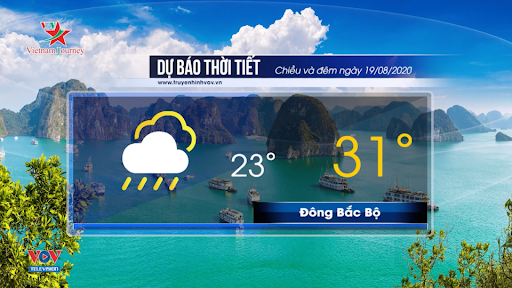 VOV
Vietnam Journey
DỰ BÁO THỜI TIẾT
Chiều và đêm ngày 19/08/2020
www.truyenhinhvov.vn
23°
31°
Đông Bắc Bộ
VOV
TELEVISION